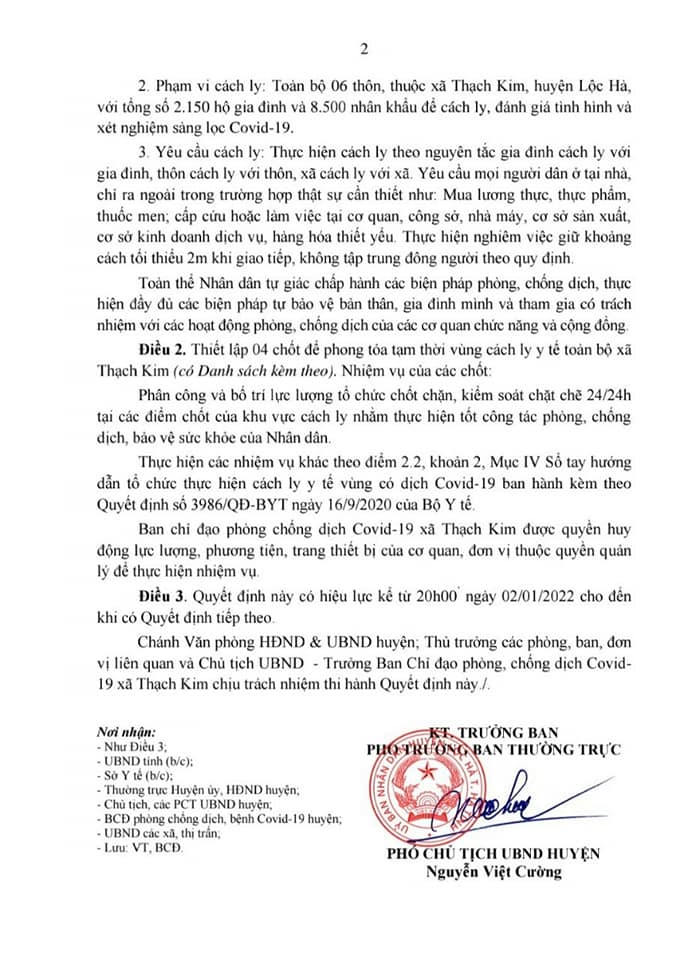 2
2. Phạm vi cách ly: Toàn bộ 06 thôn, thuộc xã Thạch Kim, huyện Lộc Hà,
với tổng số 2.150 hộ gia đình và 8.500 nhân khẩu để cách ly, đánh giá tình hình và
xét nghiệm sàng lọc Covid-19.
3. Yêu cầu cách ly: Thực hiện cách ly theo nguyên tắc gia đình cách ly với
gia đình, thôn cách ly với thôn, xã cách ly với xã. Yêu cầu mọi người dân ở tại nhà,
chỉ ra ngoài trong trường hợp thật sự cần thiết như: Mua lương thực, thực phẩm,
thuốc men; cấp cứu hoặc làm việc tại cơ quan, công sở, nhà máy, cơ sở sản xuất,
cơ sở kinh doanh dịch vụ, hàng hóa thiết yếu. Thực hiện nghiêm việc giữ khoảng
cách tối thiểu 2m khi giao tiếp, không tập trung đông người theo quy định.
Toàn thể Nhân dân tự giác chấp hành các biện pháp phòng, chống dịch, thực
hiện đầy đủ các biện pháp tự bảo vệ bản thân, gia đình mình và tham gia có trách
nhiệm với các hoạt động phòng, chống dịch của các cơ quan chức năng và cộng đồng.
Điều 2. Thiết lập 04 chốt để phong tỏa tạm thời vùng cách ly y tế toàn bộ xã
Thạch Kim (có Danh sách kèm theo). Nhiệm vụ của các chốt:
Phân công và bố trí lực lượng tổ chức chốt chặn, kiểm soát chặt chẽ 24/24h
tại các điểm chốt của khu vực cách ly nhằm thực hiện tốt công tác phòng, chống
dịch, bảo vệ sức khỏe của Nhân dân.
Thực hiện các nhiệm vụ khác theo điểm 2.2, khoản 2, Mục IV Sổ tay hướng
dẫn tổ chức thực hiện cách ly y tế vùng có dịch Covid-19 ban hành kèm theo
Quyết định số 3986/QĐ-BYT ngày 16/9/2020 của Bộ Y tế.
Ban chỉ đạo phòng chống dịch Covid-19 xã Thạch Kim được quyền huy
động lực lượng, phương tiện, trang thiết bị của cơ quan, đơn vị thuộc quyền quản
lý để thực hiện nhiệm vụ.
Điều 3. Quyết định này có hiệu lực kể từ 20h00' ngày 02/01/2022 cho đến
khi có Quyết định tiếp theo.
Chánh Văn phòng HĐND & UBND huyện; Thủ trưởng các phòng, ban, đơn
vị liên quan và Chủ tịch UBND - Trưởng Ban Chỉ đạo phòng, chống dịch Covid-
19 xã Thạch Kim chịu trách nhiệm thi hành Quyết định này./.
Nơi nhận:
- Như Điều 3;
- UBND tỉnh (b/c);
- Sở Y tế (b/c);
- Thường trực Huyện ủy, HĐND huyện;
- Chủ tịch, các PCT UBND huyện;
- BCĐ phòng chống dịch, bệnh Covid-19 huyện;
- UBND các xã, thị trấn;
- Lưu: VT, BCĐ.
KT. TRƯỞNG BAN
PHÓ TRƯỞNG BAN THƯỜNG TRỰC
PHÓ CHỦ TỊCH UBND HUYỆN
Nguyễn Việt Cường